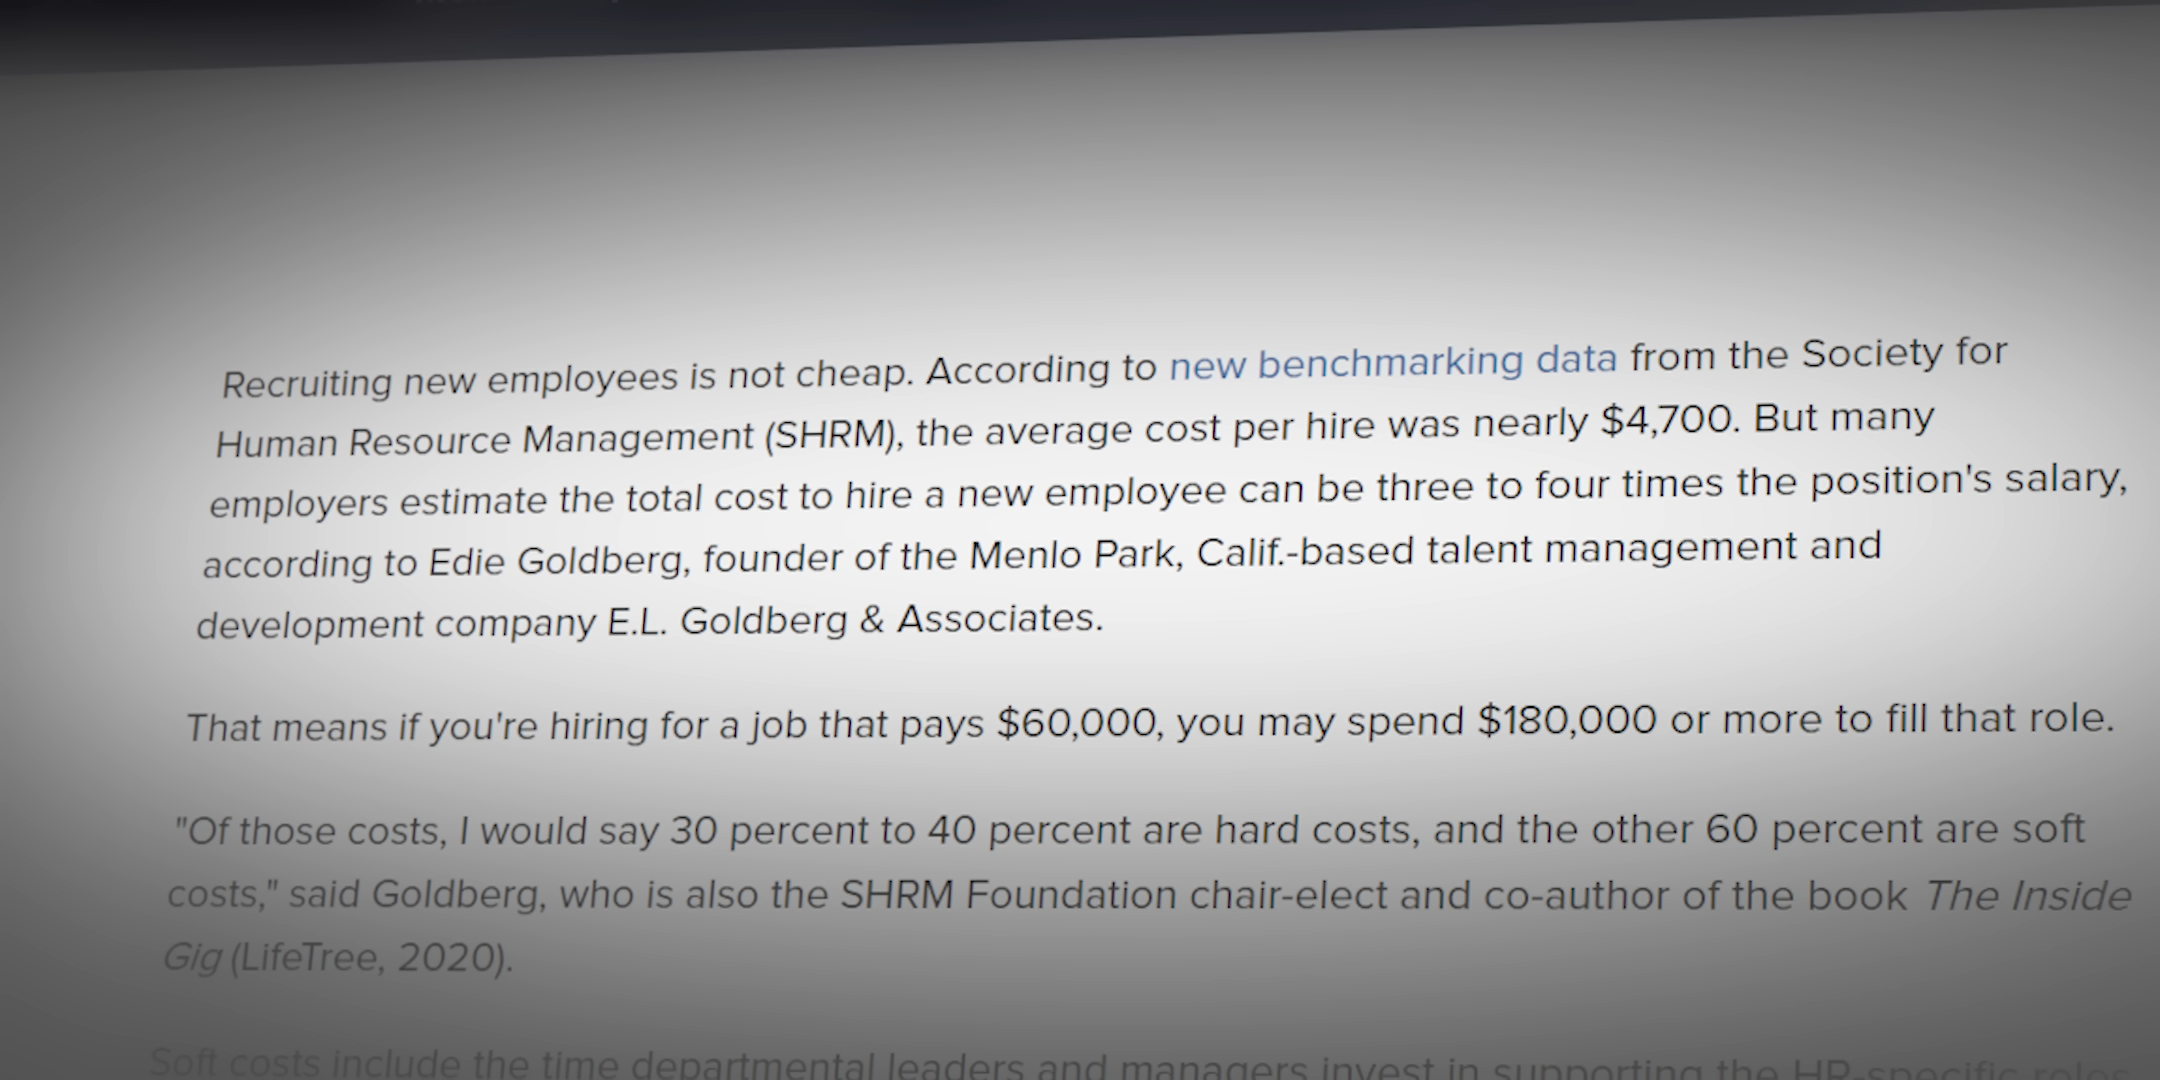 Recruiting new employees is not cheap. According to new benchmarking data from the Society for
Human Resource Management (SHRM), the average cost per hire was nearly $4,700. But many
employers estimate the total cost to hire a new employee can be three to four times the position's salary,
according to Edie Goldberg, founder of the Menlo Park, Calif.-based talent management and
development company E.L. Goldberg & Associates.
That means if you're hiring for a job that pays $60,000, you may spend $180,000 or more to fill that role.
"Of those costs, I would say 30 percent to 40 percent are hard costs, and the other 60 percent are soft
costs," said Goldberg, who is also the SHRM Foundation chair-elect and co-author of the book The Inside
Gig (LifeTree, 2020).
Soft costs include the time departmental leaders and managers invest in supporting the HR-specific roles